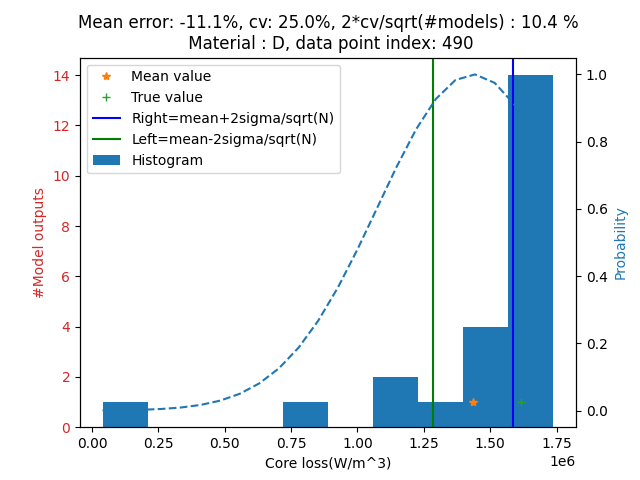 Mean error: -11.1%, cv: 25.0%, 2*cv/sqrt(#models) : 10.4 %
Material : D, data point index: 490
Mean value
True value
Right=mean+2sigma/sqrt(N)
Left=mean-2sigma/sqrt(N)
Histogram
#Model outputs
14
12
10
8
6
4
2
0
1.0
0.8
0.6
0.4
0.2
0.0
Probability
0.00 0.25 0.50 0.75 1.00 1.25 1.50 1.75
1e6
Core loss(W/m^3)